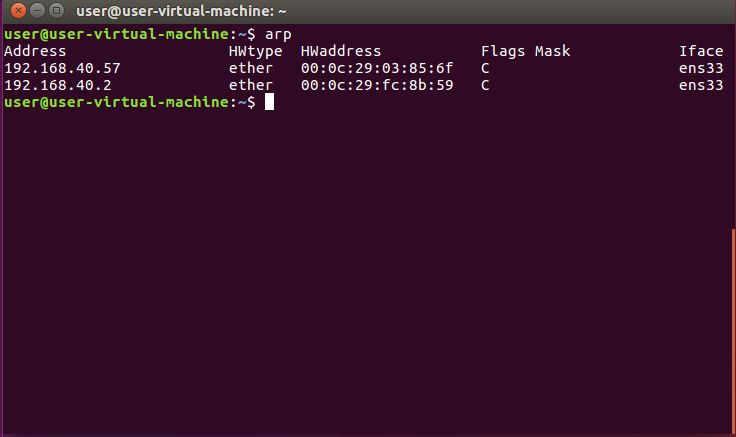 user@user-virtual-machine: ~
user@user-virtual-machine:~$ arp
Address                  HWtype  HWaddress           Flags Mask            Iface
192.168.40.57            ether   00:0c:29:03:85:6f   C                     ens33
192.168.40.2             ether   00:0c:29:fc:8b:59   C                     ens33
user@user-virtual-machine:~$